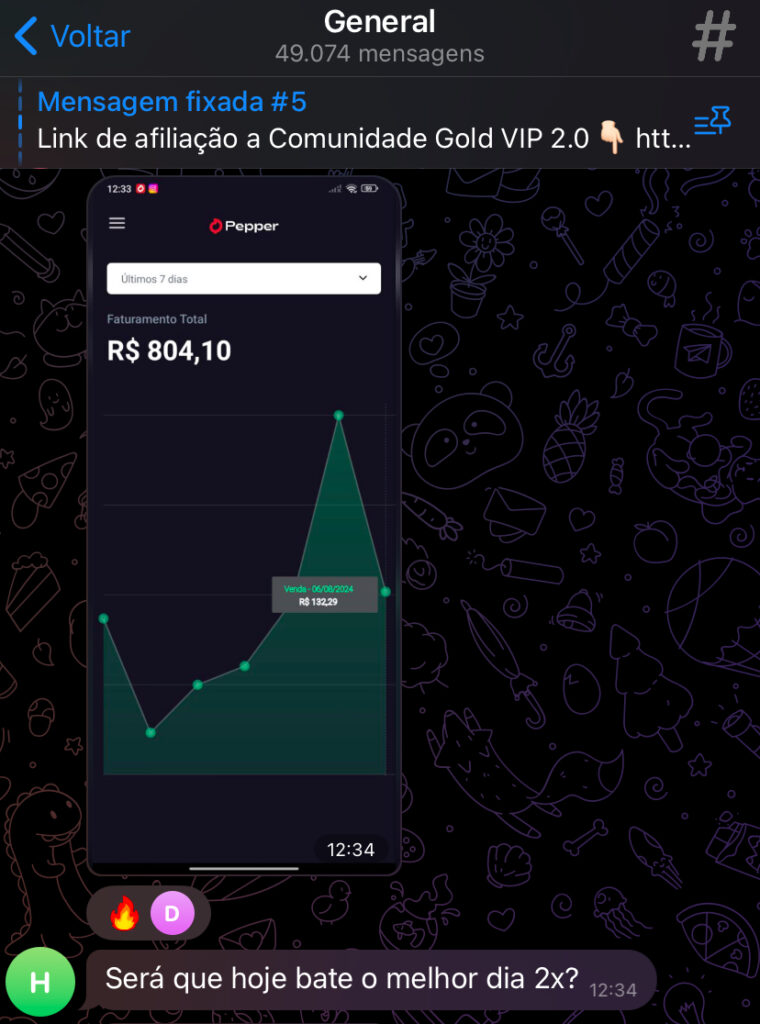 Voltar
General
49.074 mensagens
#
Mensagem fixada #5
Link de afiliação a Comunidade Gold VIP 2.0 👇🏻 htt...
12:33
Pepper
Últimos 7 dias
Faturamento Total
R$ 804,10
Venda - 06/08/2024
R$ 132,29
12:34
🔥 D
H
Será que hoje bate o melhor dia 2x? 12:34